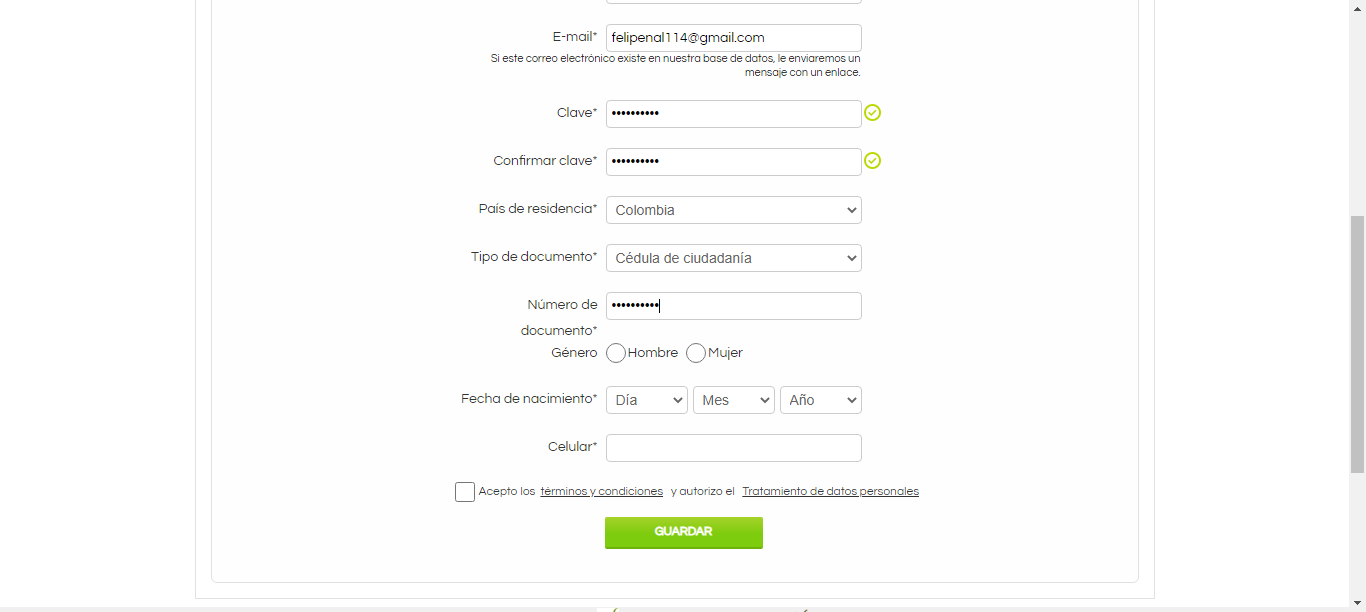 E-mail* felipenal114@gmail.com
Si este correo electrónico existe en nuestra base de datos, le enviaremos un
mensaje con un enlace.
Clave* ••••••••••
Confirmar clave* ••••••••••
País de residencia* Colombia
Tipo de documento* Cédula de ciudadanía
Número de ••••••••••
documento*
Género Hombre Mujer
Fecha de nacimiento* Día Mes Año
Celular*
Acepto los términos y condiciones y autorizo el Tratamiento de datos personales
GUARDAR